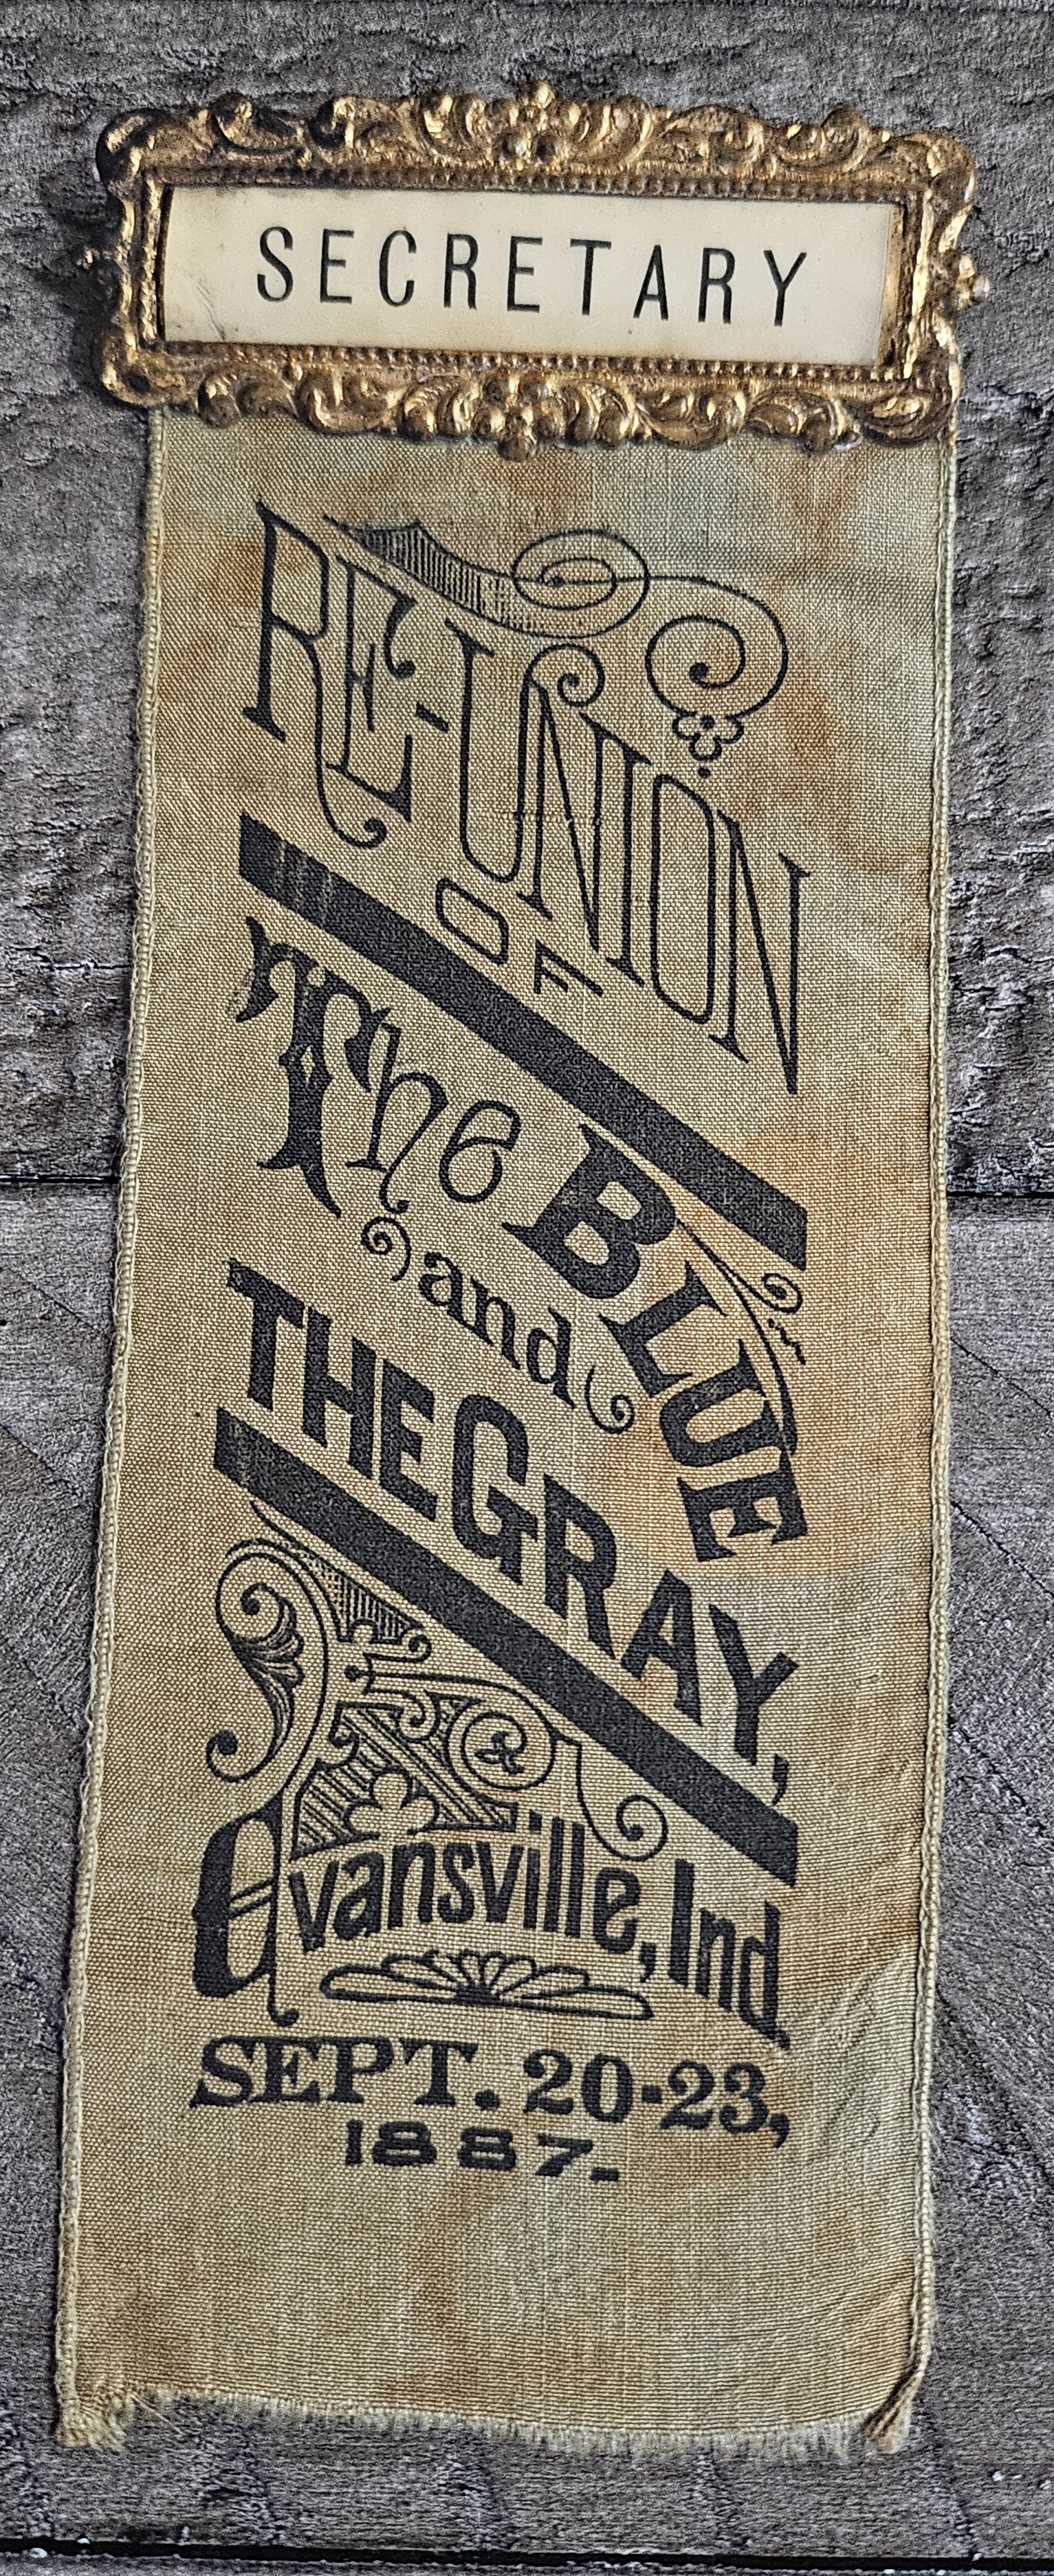 SECRETARY
RE-UNION
OF
The BLUE
and
THE GRAY,
Evansville, Ind
SEPT. 20-23,
1887.